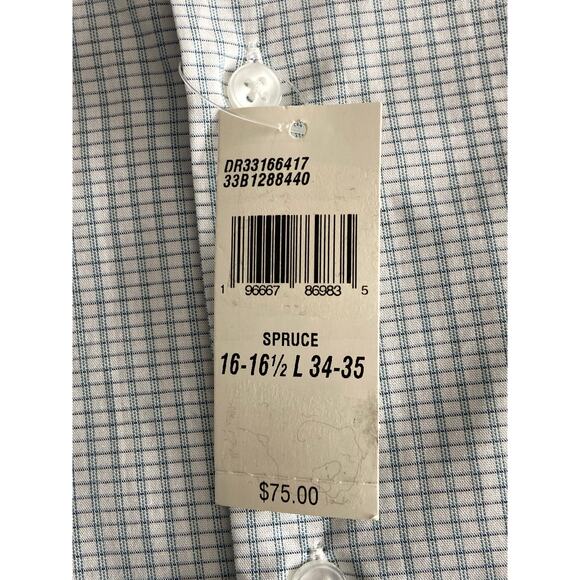 DR33166417
33B1288440
1 96667 86983 5
SPRUCE
16-16½ L 34-35
$75.00